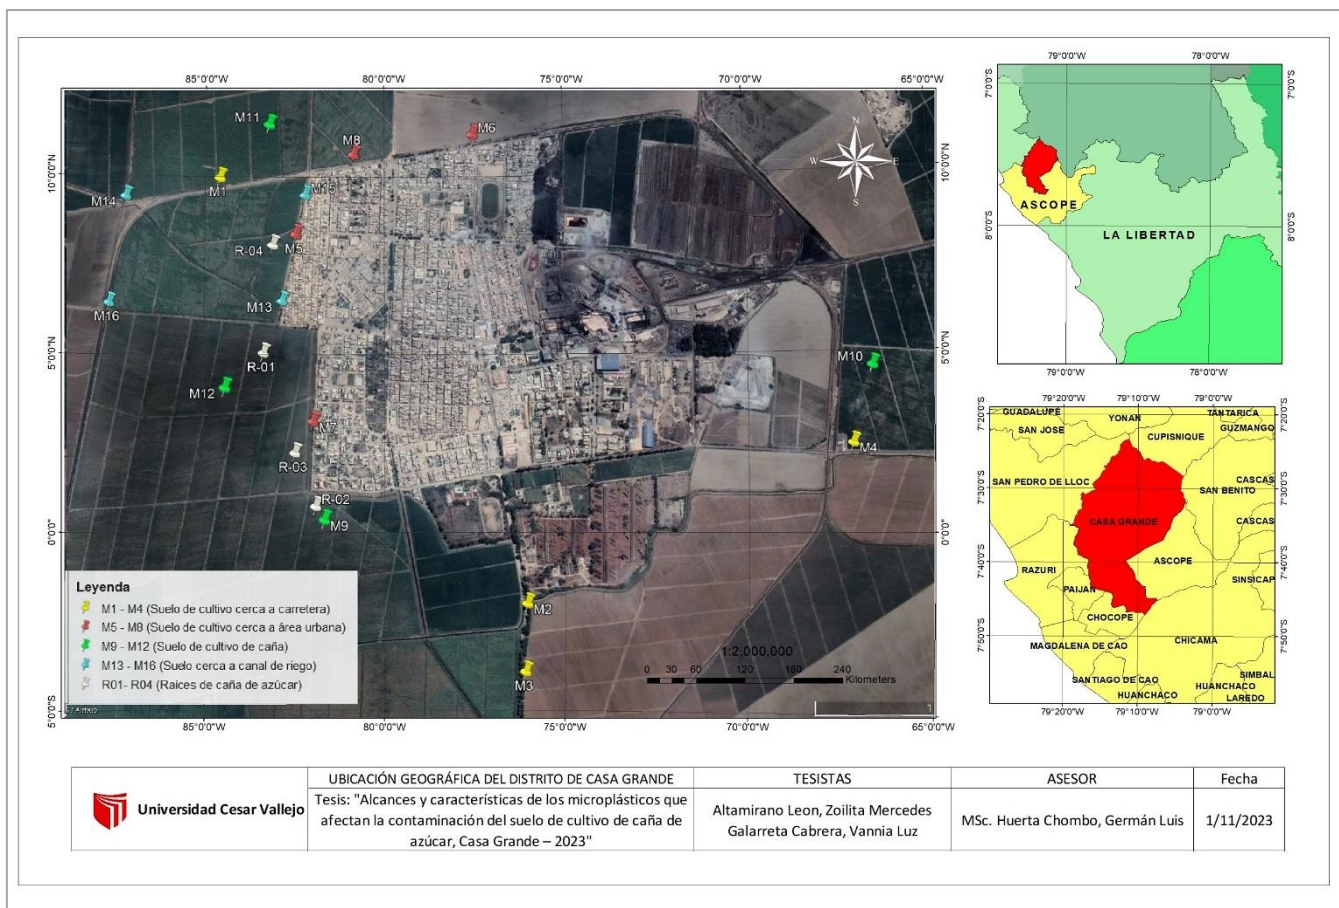 85°0'0"W
80°0'0"W
75°0'0"W
70°0'0"W
65°0'0"W
10°0'0"N
5°0'0"N
0°0'0"
5°0'0"S
10°0'0"N
5°0'0"N
0°0'0"
5°0'0"S
N
W
E
S
M11
M8
M6
M1
M14
M15
R-04
M5
M16
M13
R-01
M12
M10
M7
M4
R-03
R-02
M9
M2
M3
Leyenda
M1 - M4 (Suelo de cultivo cerca a carretera)
M5 - M8 (Suelo de cultivo cerca a área urbana)
M9 - M12 (Suelo de cultivo de caña)
M13 - M16 (Suelo cerca a canal de riego)
R01- R04 (Raíces de caña de azúcar)
1:2,000,000
0 30 60 120 180 240
Kilometers
1
85°0'0"W
80°0'0"W
75°0'0"W
70°0'0"W
65°0'0"W
79°0'0"W
78°0'0"W
7°0'0"S
8°0'0"S
7°0'0"S
8°0'0"S
ASCOPE
LA LIBERTAD
79°0'0"W
78°0'0"W
79°20'0"W
79°10'0"W
79°0'0"W
7°20'0"S
7°30'0"S
7°40'0"S
7°50'0"S
7°20'0"S
7°30'0"S
7°40'0"S
7°50'0"S
GUADALUPE
YONAN
TANTARICA
SAN JOSE
GUZMANGO
CUPISNIQUE
SAN PEDRO DE LLOC
CASCAS
SAN BENITO
CASA GRANDE
CASCAS
ASCOPE
RAZURI
SINSICAP
PAIJAN
CHOCOPE
CHICAMA
MAGDALENA DE CAO
SANTIAGO DE CAO
SIMBAL
HUANCHACO
HUANCHACO
LAREDO
79°20'0"W
79°10'0"W
79°0'0"W
Universidad Cesar Vallejo
UBICACIÓN GEOGRÁFICA DEL DISTRITO DE CASA GRANDE
Tesis: "Alcances y características de los microplásticos que
afectan la contaminación del suelo de cultivo de caña de
azúcar, Casa Grande – 2023"
TESISTAS
Altamirano Leon, Zoilita Mercedes
Galarreta Cabrera, Vannia Luz
ASESOR
MSc. Huerta Chombo, Germán Luis
Fecha
1/11/2023